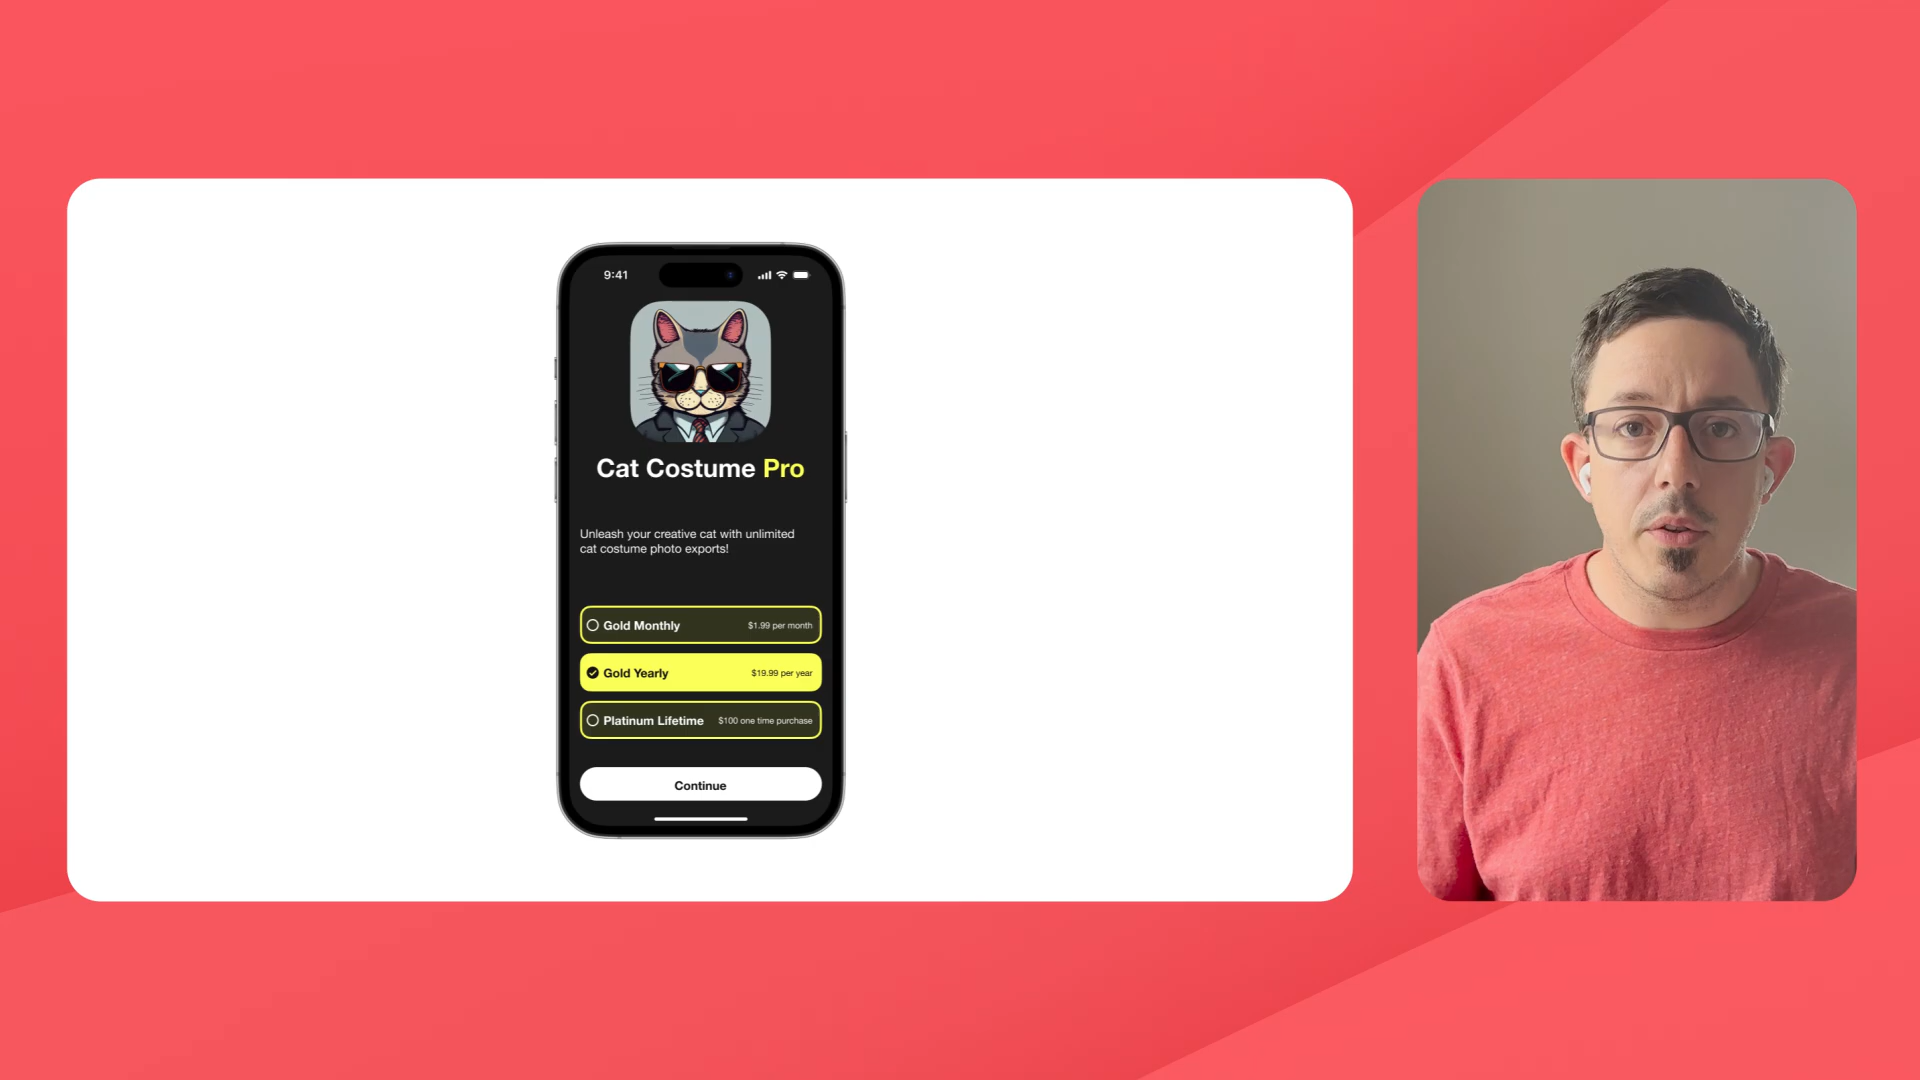 9:41
Cat Costume Pro
Unleash your creative cat with unlimited
cat costume photo exports!
Gold Monthly $1.99 per month
Gold Yearly $19.99 per year
Platinum Lifetime $100 one time purchase
Continue